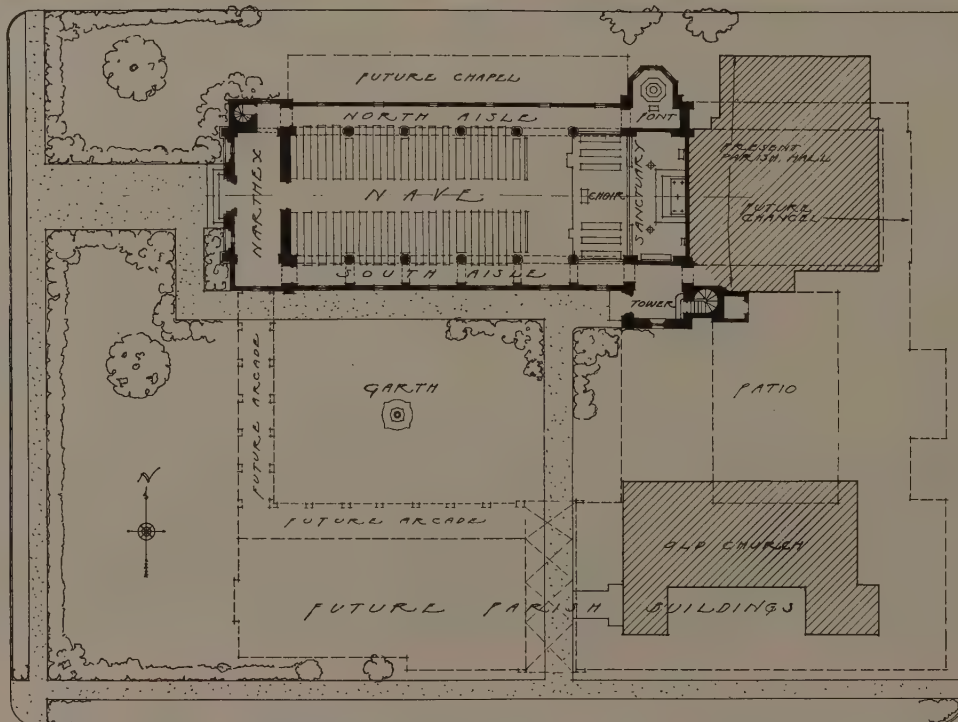 FUTURE CHAPEL
NORTH AISLE
FONT
PRESENT
PARISH HALL
NARTHEX
NAVE
CHOIR
SANCTUARY
FUTURE
CHANCEL
SOUTH AISLE
TOWER
FUTURE ARCADE
GARTH
PATIO
N
FUTURE ARCADE
OLD CHURCH
FUTURE PARISH BUILDINGS